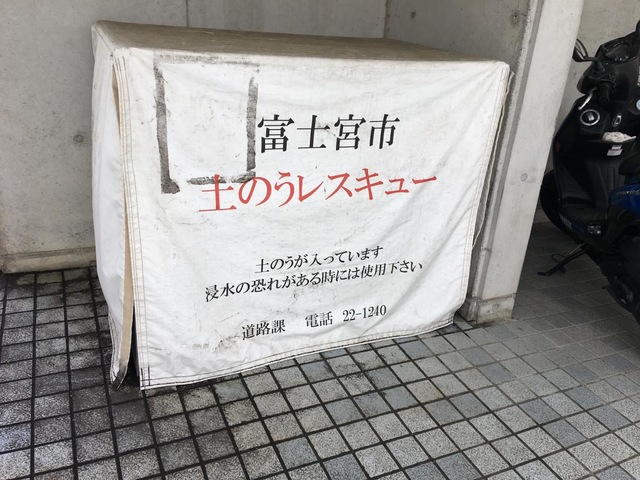 富士宮市
土のうレスキュー
土のうが入っています
浸水の恐れがある時には使用下さい
道路課 電話 22-1240